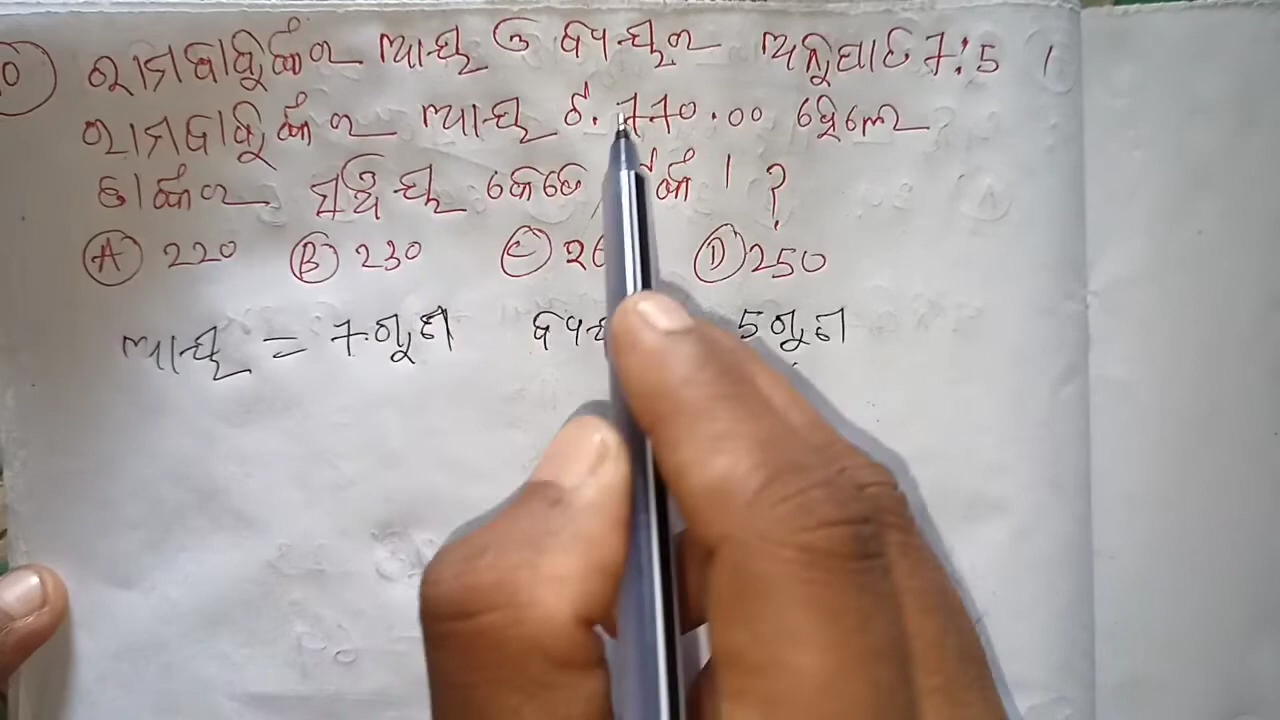 ରାମବାବୁଙ୍କର ଆୟ ଓ ବ୍ୟୟର ଅନୁପାତ 7:5 ।
ରାମବାବୁଙ୍କର ଆୟ ଟ. 770.00 ହେଲେ
ତାଙ୍କର ସଞ୍ଚୟ କେତେ ?
Ⓐ 220 Ⓑ 230 Ⓒ Ⓓ 250
ଆୟ = 7 ଗୁଣ 5 ଗୁଣ